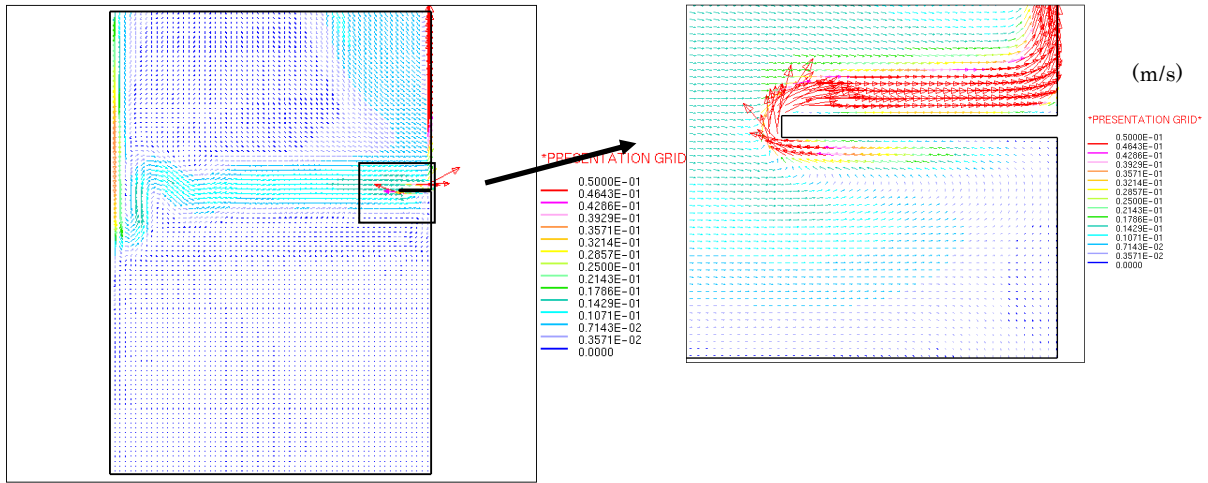 *PRESENTATION GRID
0.5000E-01
0.4643E-01
0.4286E-01
0.3929E-01
0.3571E-01
0.3214E-01
0.2857E-01
0.2500E-01
0.2143E-01
0.1786E-01
0.1429E-01
0.1071E-01
0.7143E-02
0.3571E-02
0.0000
(m/s)
*PRESENTATION GRID*
0.5000E-01
0.4643E-01
0.4286E-01
0.3929E-01
0.3571E-01
0.3214E-01
0.2857E-01
0.2500E-01
0.2143E-01
0.1786E-01
0.1429E-01
0.1071E-01
0.7143E-02
0.3571E-02
0.0000